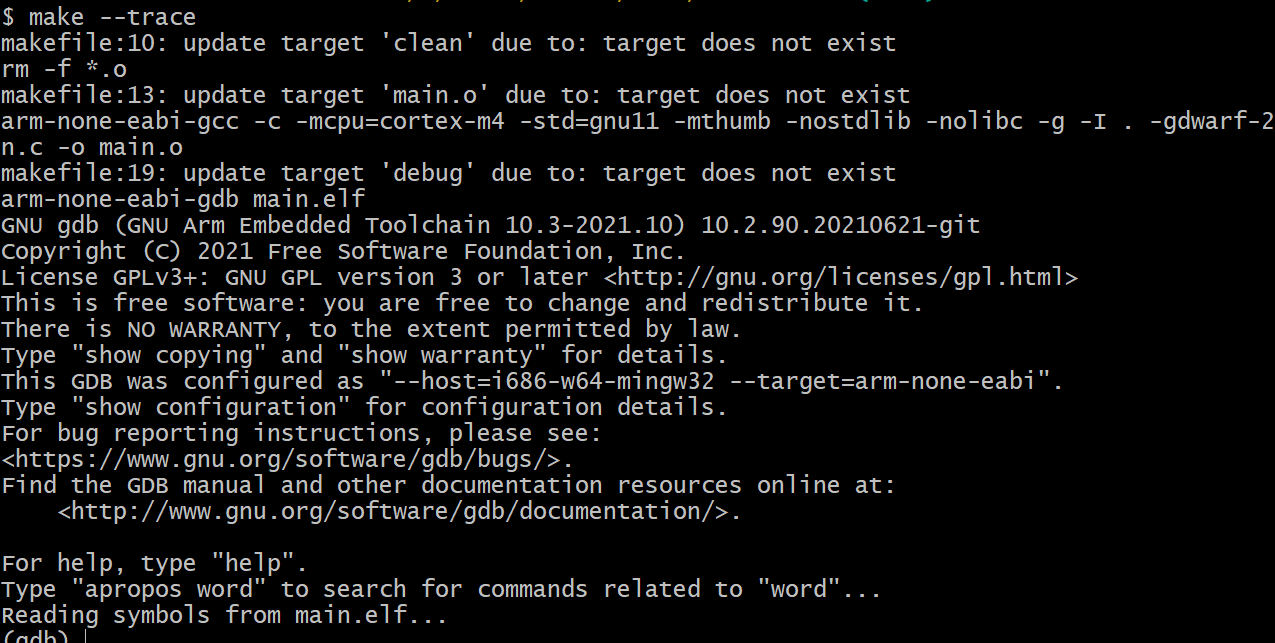 $ make --trace
makefile:10: update target 'clean' due to: target does not exist
rm -f *.o
makefile:13: update target 'main.o' due to: target does not exist
arm-none-eabi-gcc -c -mcpu=cortex-m4 -std=gnu11 -mthumb -nostdlib -nolibc -g -I . -gdwarf-2
n.c -o main.o
makefile:19: update target 'debug' due to: target does not exist
arm-none-eabi-gdb main.elf
GNU gdb (GNU Arm Embedded Toolchain 10.3-2021.10) 10.2.90.20210621-git
Copyright (C) 2021 Free Software Foundation, Inc.
License GPLv3+: GNU GPL version 3 or later <http://gnu.org/licenses/gpl.html>
This is free software: you are free to change and redistribute it.
There is NO WARRANTY, to the extent permitted by law.
Type "show copying" and "show warranty" for details.
This GDB was configured as "--host=i686-w64-mingw32 --target=arm-none-eabi".
Type "show configuration" for configuration details.
For bug reporting instructions, please see:
<https://www.gnu.org/software/gdb/bugs/>.
Find the GDB manual and other documentation resources online at:
    <http://www.gnu.org/software/gdb/documentation/>.

For help, type "help".
Type "apropos word" to search for commands related to "word"...
Reading symbols from main.elf...
(gdb)